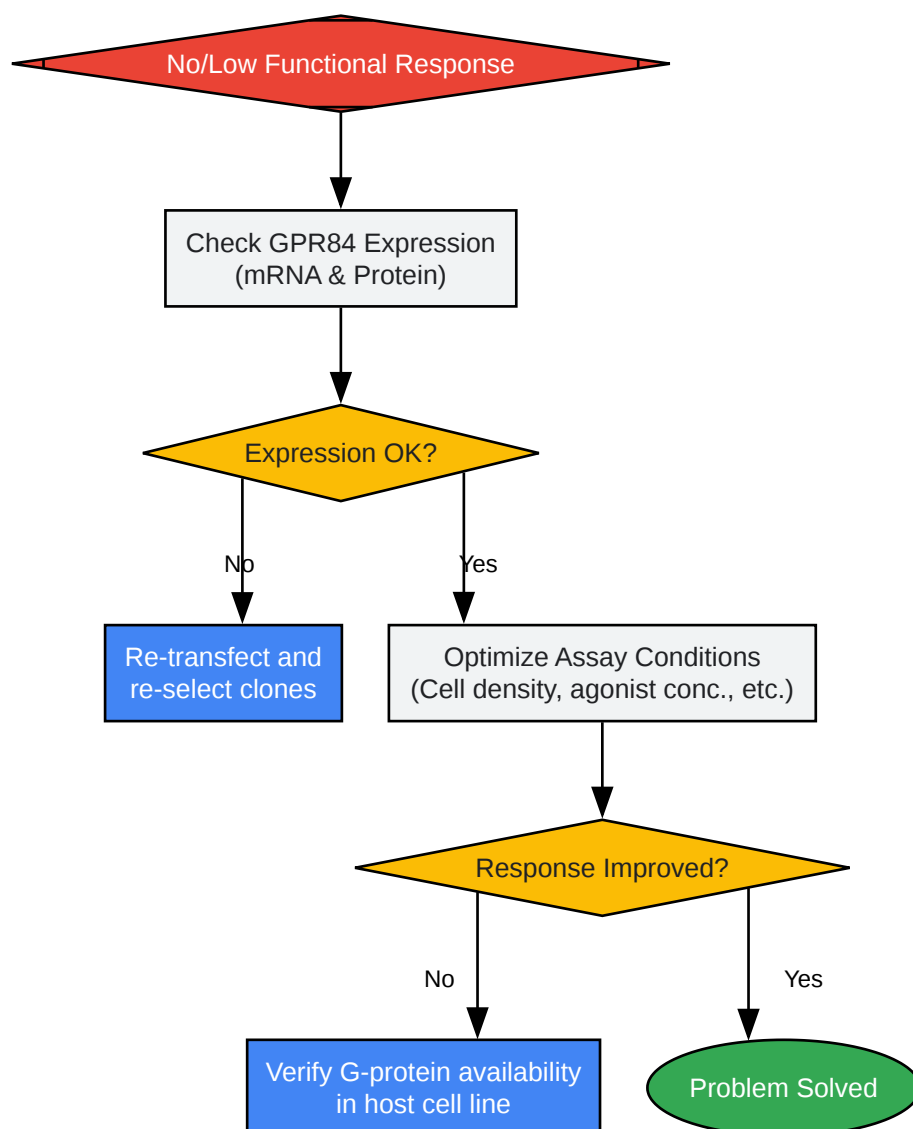 No/Low Functional Response
Check GPR84 Expression
(mRNA & Protein)
Expression OK?
No
Yes
Re-transfect and
re-select clones
Optimize Assay Conditions
(Cell density, agonist conc., etc.)
Response Improved?
No
Yes
Verify G-protein availability
in host cell line
Problem Solved